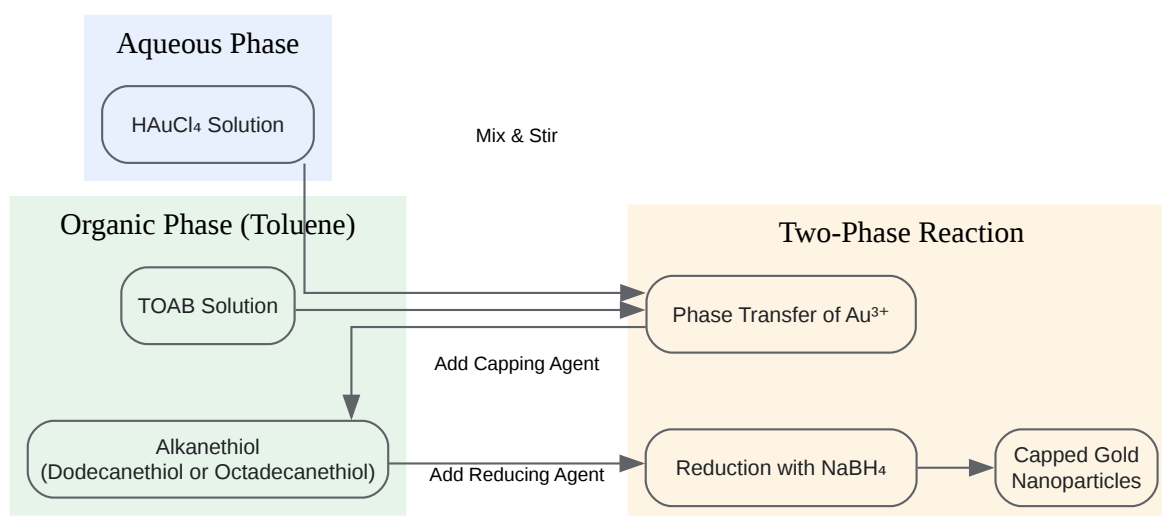 Aqueous Phase
HAuCl₄ Solution
Mix & Stir
Organic Phase (Toluene)
Two-Phase Reaction
TOAB Solution
Phase Transfer of Au³⁺
Add Capping Agent
Alkanethiol
(Dodecanethiol or Octadecanethiol)
Add Reducing Agent
Reduction with NaBH₄
Capped Gold
Nanoparticles